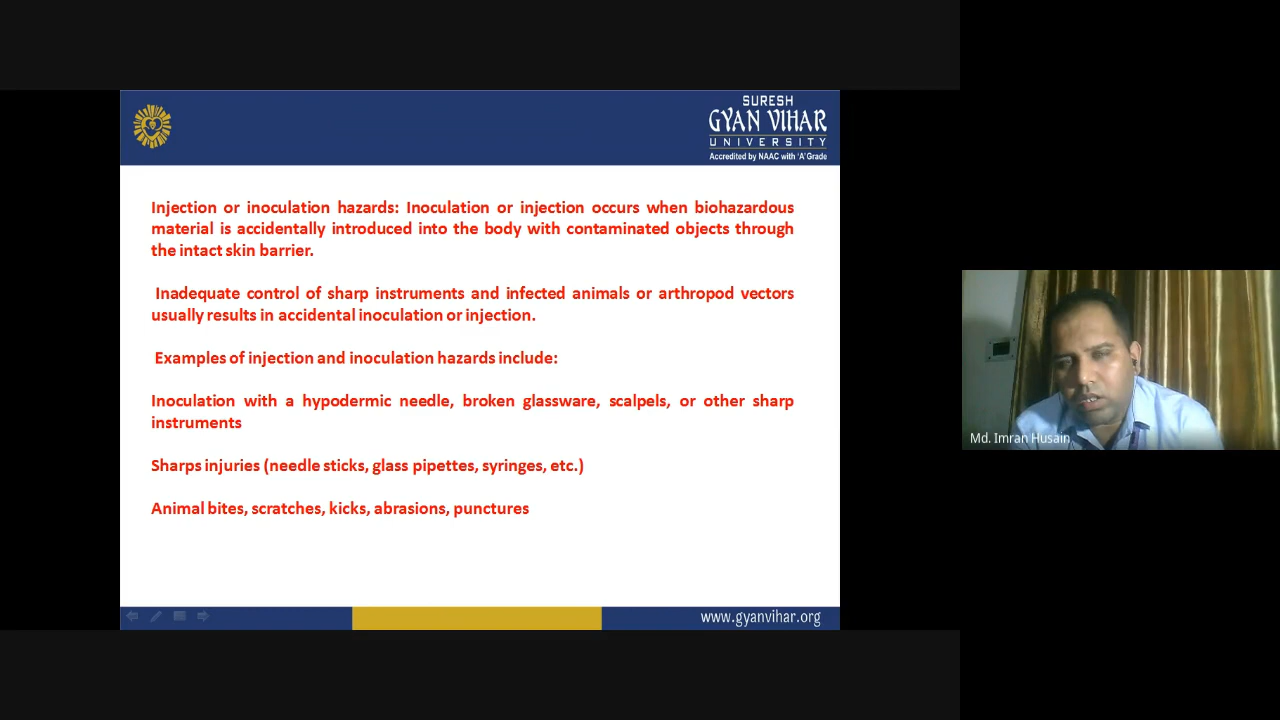 SURESH
GYAN VIHAR
UNIVERSITY
Accredited by NAAC with 'A' Grade
Injection or inoculation hazards: Inoculation or injection occurs when biohazardous
material is accidentally introduced into the body with contaminated objects through
the intact skin barrier.
Inadequate control of sharp instruments and infected animals or arthropod vectors
usually results in accidental inoculation or injection.
Examples of injection and inoculation hazards include:
Inoculation with a hypodermic needle, broken glassware, scalpels, or other sharp
instruments
Sharps injuries (needle sticks, glass pipettes, syringes, etc.)
Animal bites, scratches, kicks, abrasions, punctures
www.gyanvihar.org
Md. Imran Husain